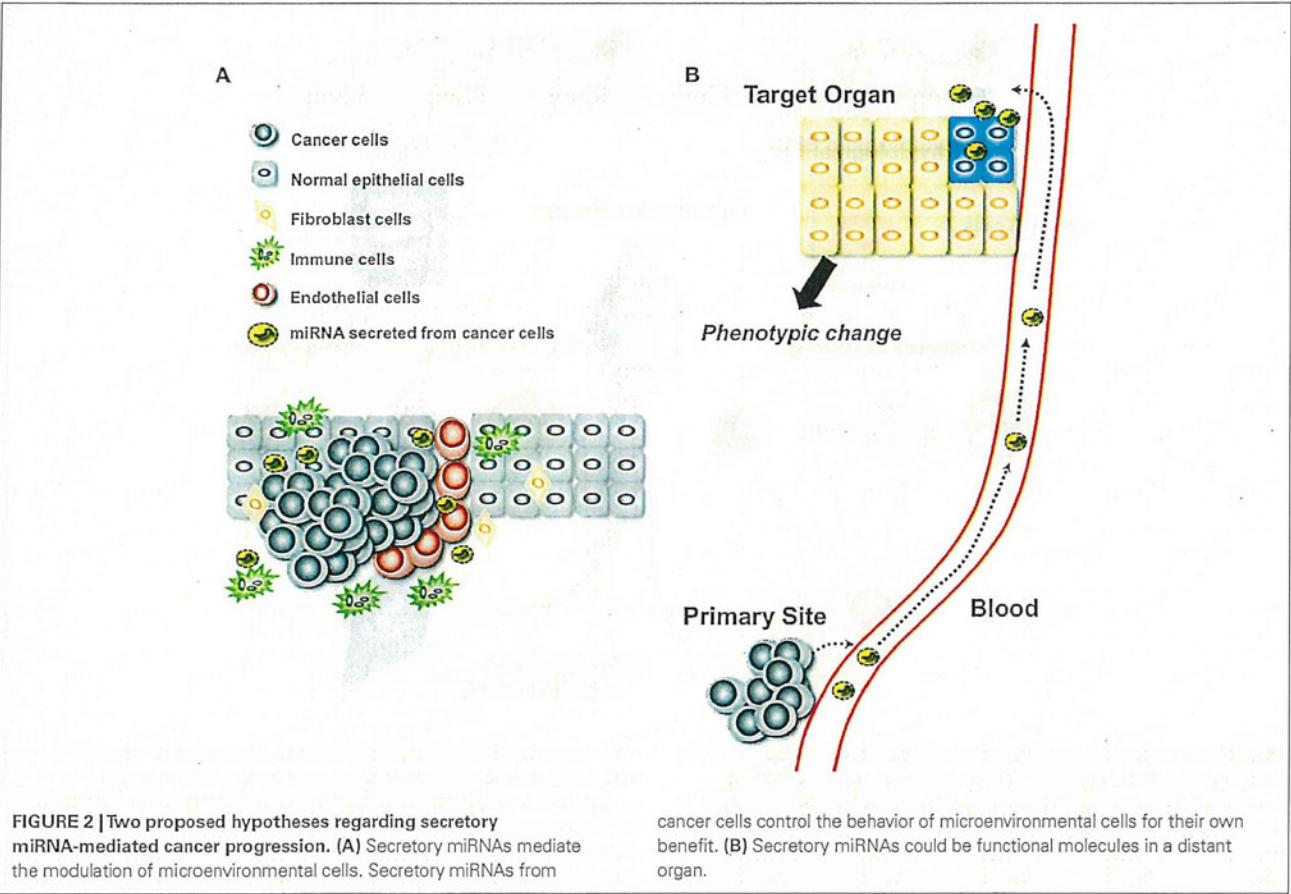 A
Cancer cells
Normal epithelial cells
Fibroblast cells
Immune cells
Endothelial cells
miRNA secreted from cancer cells
B
Target Organ
Phenotypic change
Primary Site
Blood
FIGURE 2 | Two proposed hypotheses regarding secretory
miRNA-mediated cancer progression. (A) Secretory miRNAs mediate
the modulation of microenvironmental cells. Secretory miRNAs from
cancer cells control the behavior of microenvironmental cells for their own
benefit. (B) Secretory miRNAs could be functional molecules in a distant
organ.